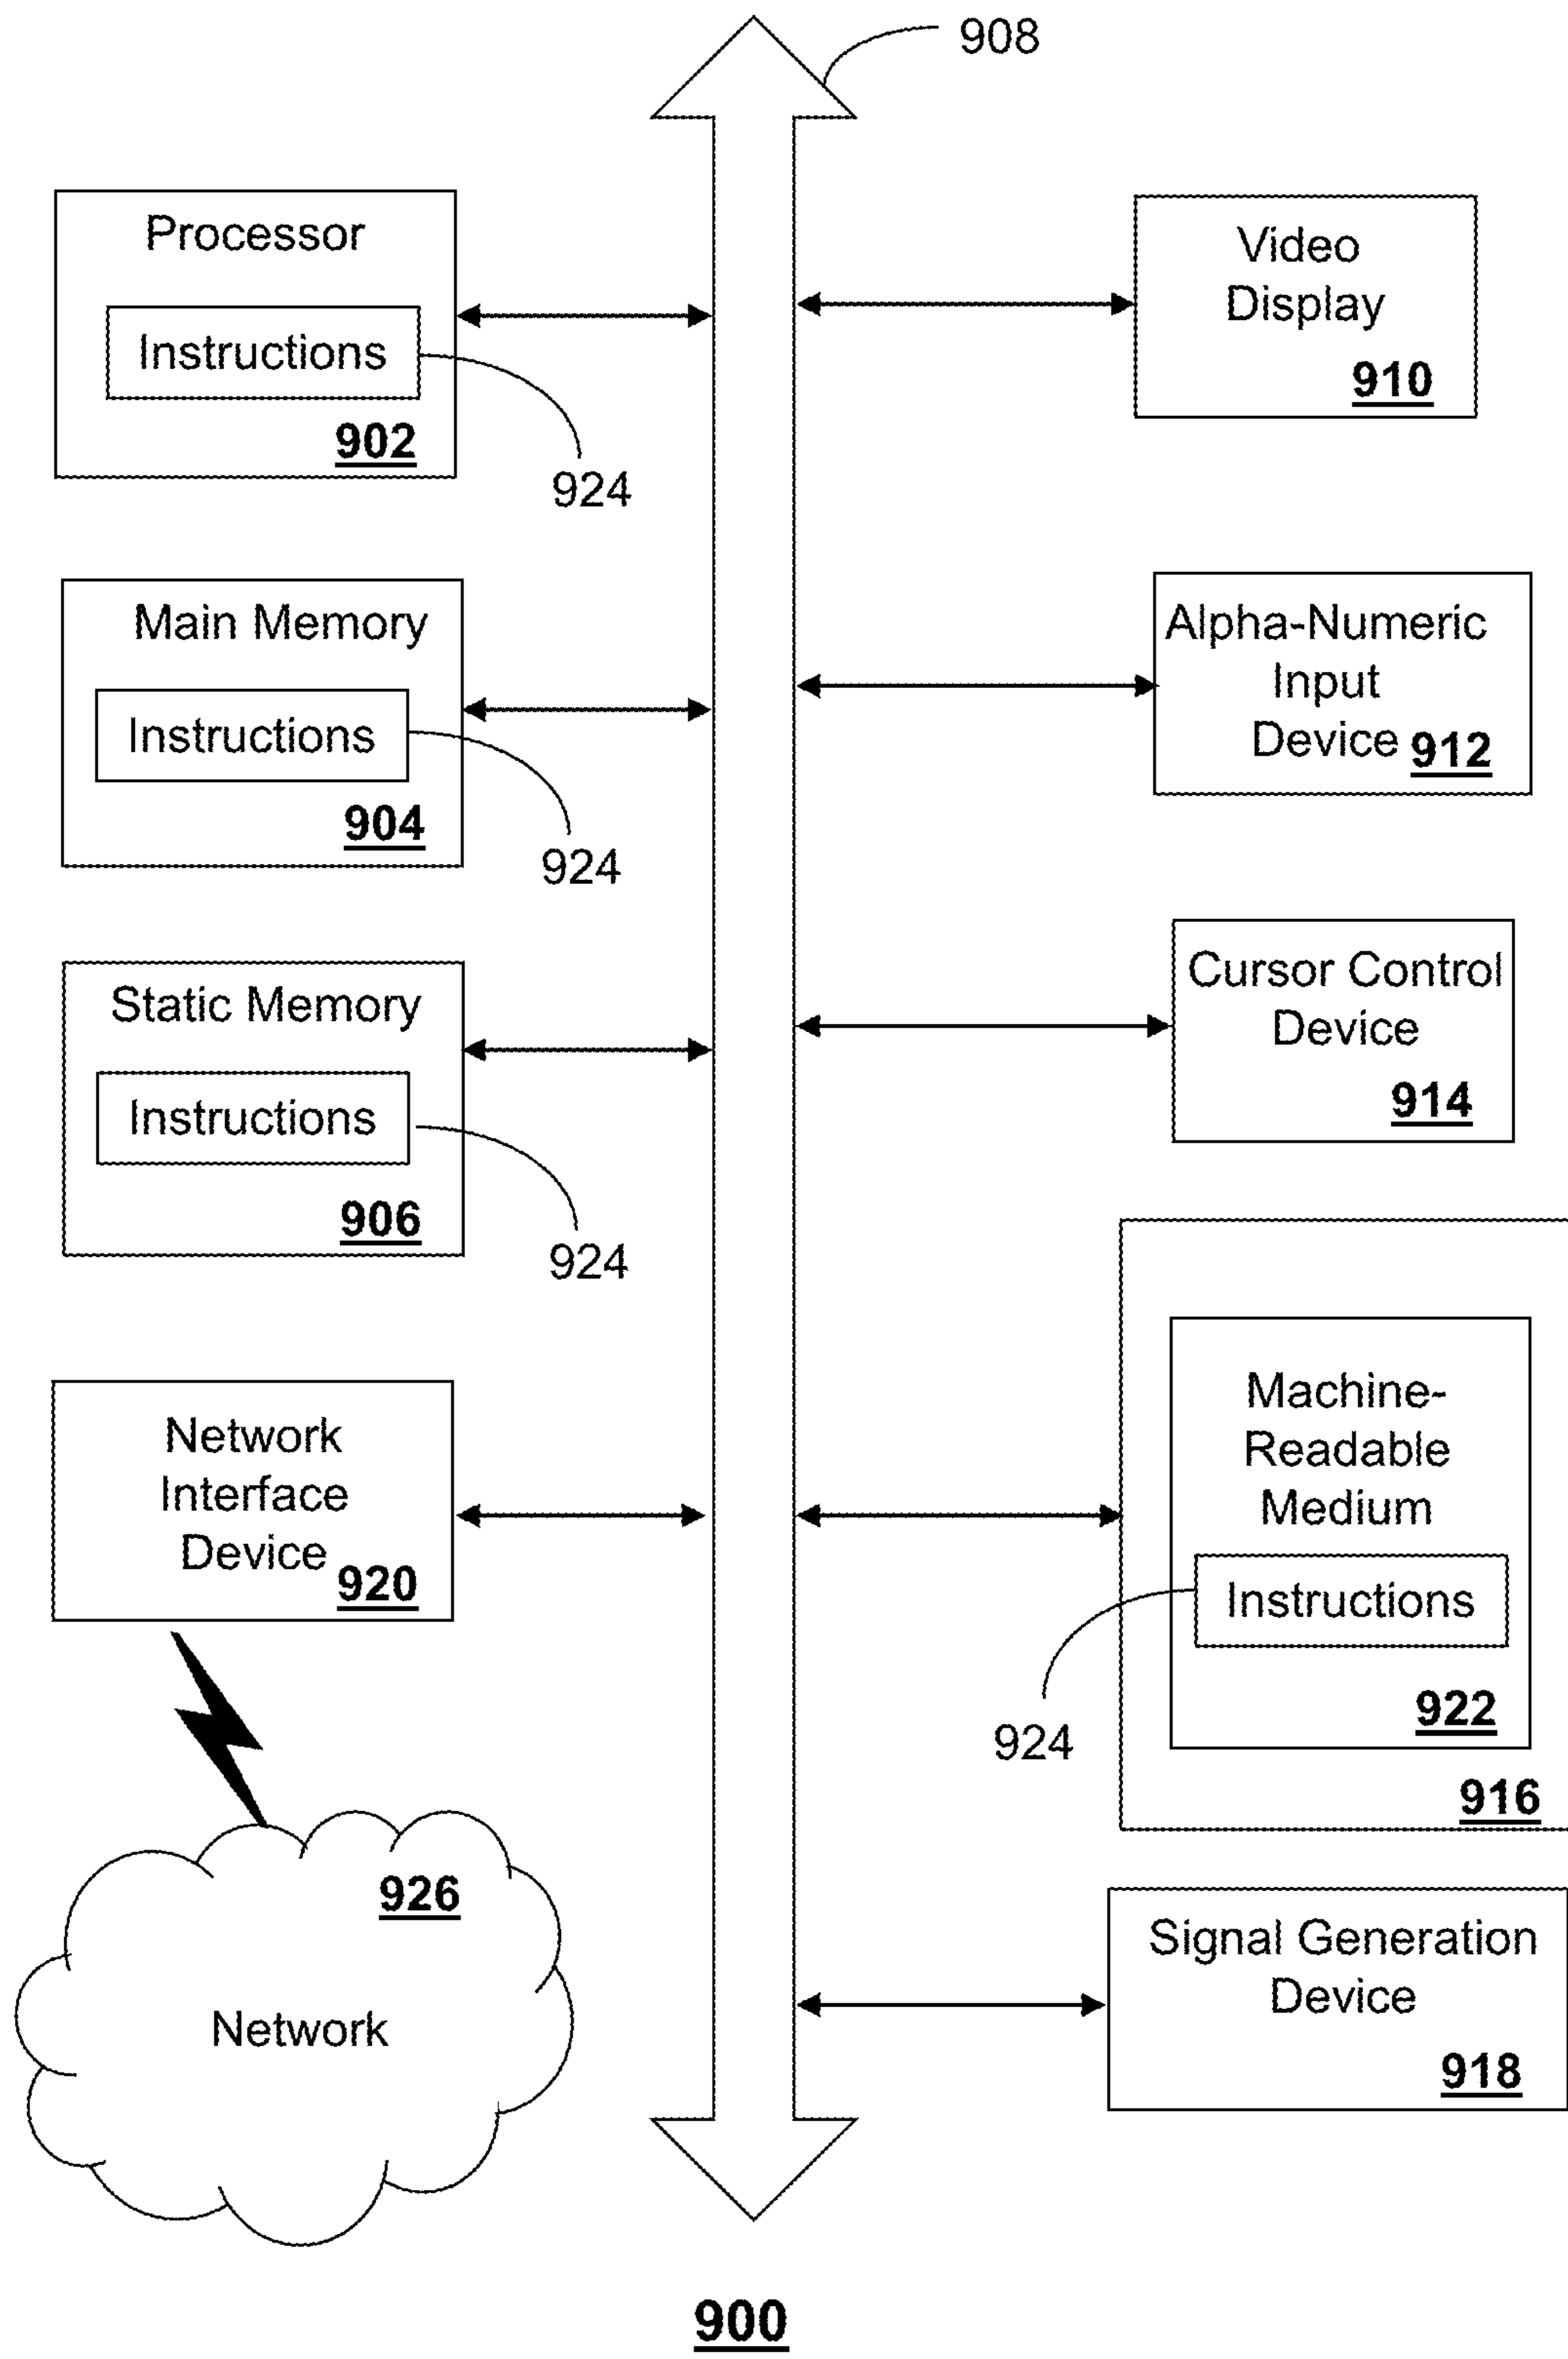 908
Processor
Instructions
902
924
Main Memory
Instructions
904
924
Static Memory
Instructions
906
924
Network
Interface
Device
920
926
Network
Video
Display
910
Alpha-Numeric
Input
Device 912
Cursor Control
Device
914
Machine-
Readable
Medium
Instructions
922
924
916
Signal Generation
Device
918
900